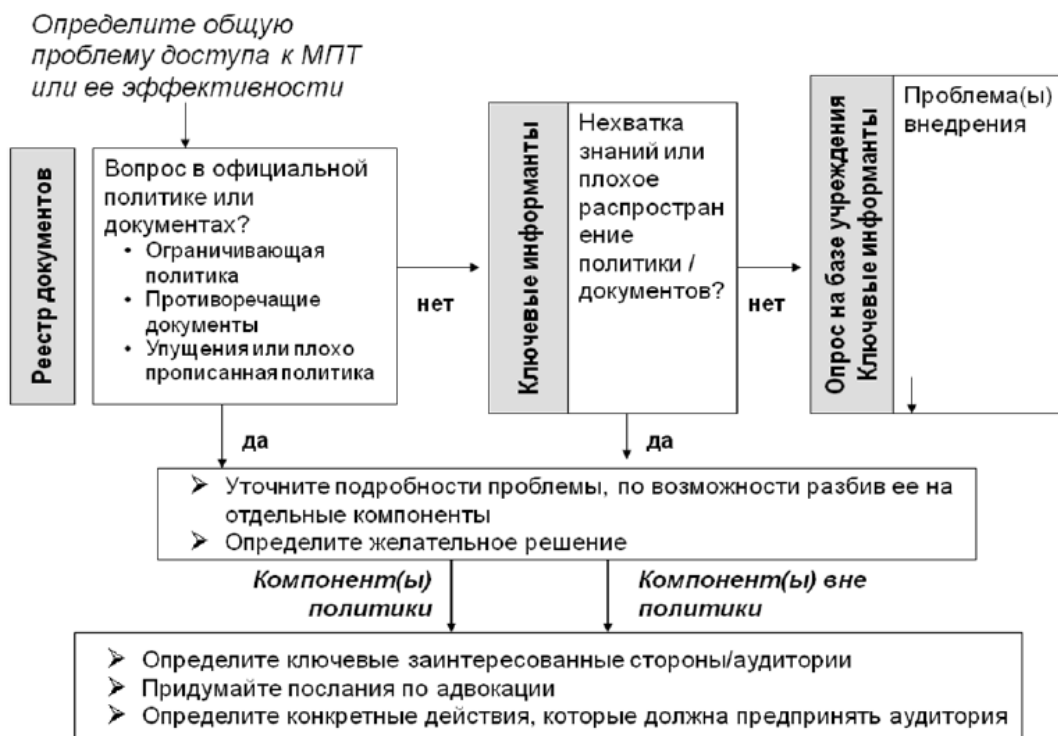 Определите общую
проблему доступа к МПТ
или ее эффективности
Реестр документов
Вопрос в официальной
политике или
документах?
• Ограничивающая
политика
• Противоречащие
документы
• Упущения или плохо
прописанная политика
нет
да
Ключевые информанты
Нехватка
знаний или
плохое
распростран
ение
политики /
документов?
нет
да
Опрос на базе учреждения
Ключевые информанты
Проблема(ы)
внедрения
➢ Уточните подробности проблемы, по возможности разбив ее на
отдельные компоненты
➢ Определите желательное решение
Компонент(ы)
политики
Компонент(ы) вне
политики
➢ Определите ключевые заинтересованные стороны/аудитории
➢ Придумайте послания по адвокации
➢ Определите конкретные действия, которые должна предпринять аудитория